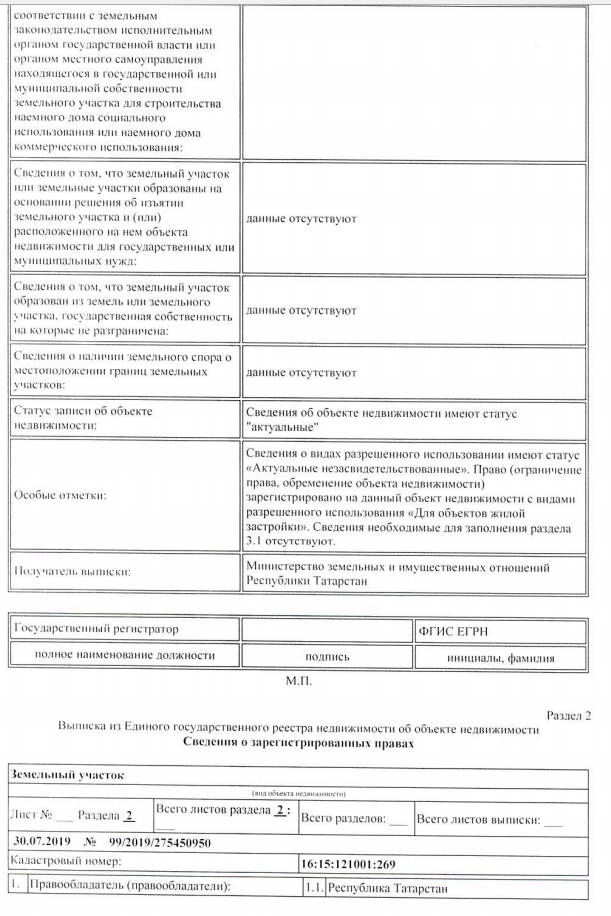 соответствии с земельным
законодательством исполнительным
органом государственной власти или
органом местного самоуправления
находящегося в государственной или
муниципальной собственности
земельного участка для строительства
наемного дома социального
использования или наемного дома
коммерческого использования:
Сведения о том, что земельный участок
или земельные участки образованы на
основании решения об изъятии
земельного участка и (или)
расположенного на нем объекта
недвижимости для государственных или
муниципальных нужд:
данные отсутствуют
Сведения о том, что земельный участок
образован из земель или земельного
участка, государственная собственность
на которые не разграничена:
данные отсутствуют
Сведения о наличии земельного спора о
местоположении границ земельных
участков:
данные отсутствуют
Статус записи об объекте
недвижимости:
Сведения об объекте недвижимости имеют статус
"актуальные"
Особые отметки:
Сведения о видах разрешенного использовании имеют статус
«Актуальные незасвидетельствованные». Право (ограничение
права, обременение объекта недвижимости)
зарегистрировано на данный объект недвижимости с видами
разрешенного использования «Для объектов жилой
застройки». Сведения необходимые для заполнения раздела
3.1 отсутствуют.
Получатель выписки:
Министерство земельных и имущественных отношений
Республики Татарстан
Государственный регистратор
ФГИС ЕГРН
полное наименование должности
подпись
инициалы, фамилия
М.П.
Раздел 2
Выписка из Единого государственного реестра недвижимости об объекте недвижимости
Сведения о зарегистрированных правах
Земельный участок
(вид объекта недвижимости)
Лист № ___ Раздела 2
Всего листов раздела 2 :
___
Всего разделов: ___
Всего листов выписки: ___
30.07.2019 № 99/2019/275450950
Кадастровый номер:
16:15:121001:269
1. Правообладатель (правообладатели):
1.1. Республика Татарстан